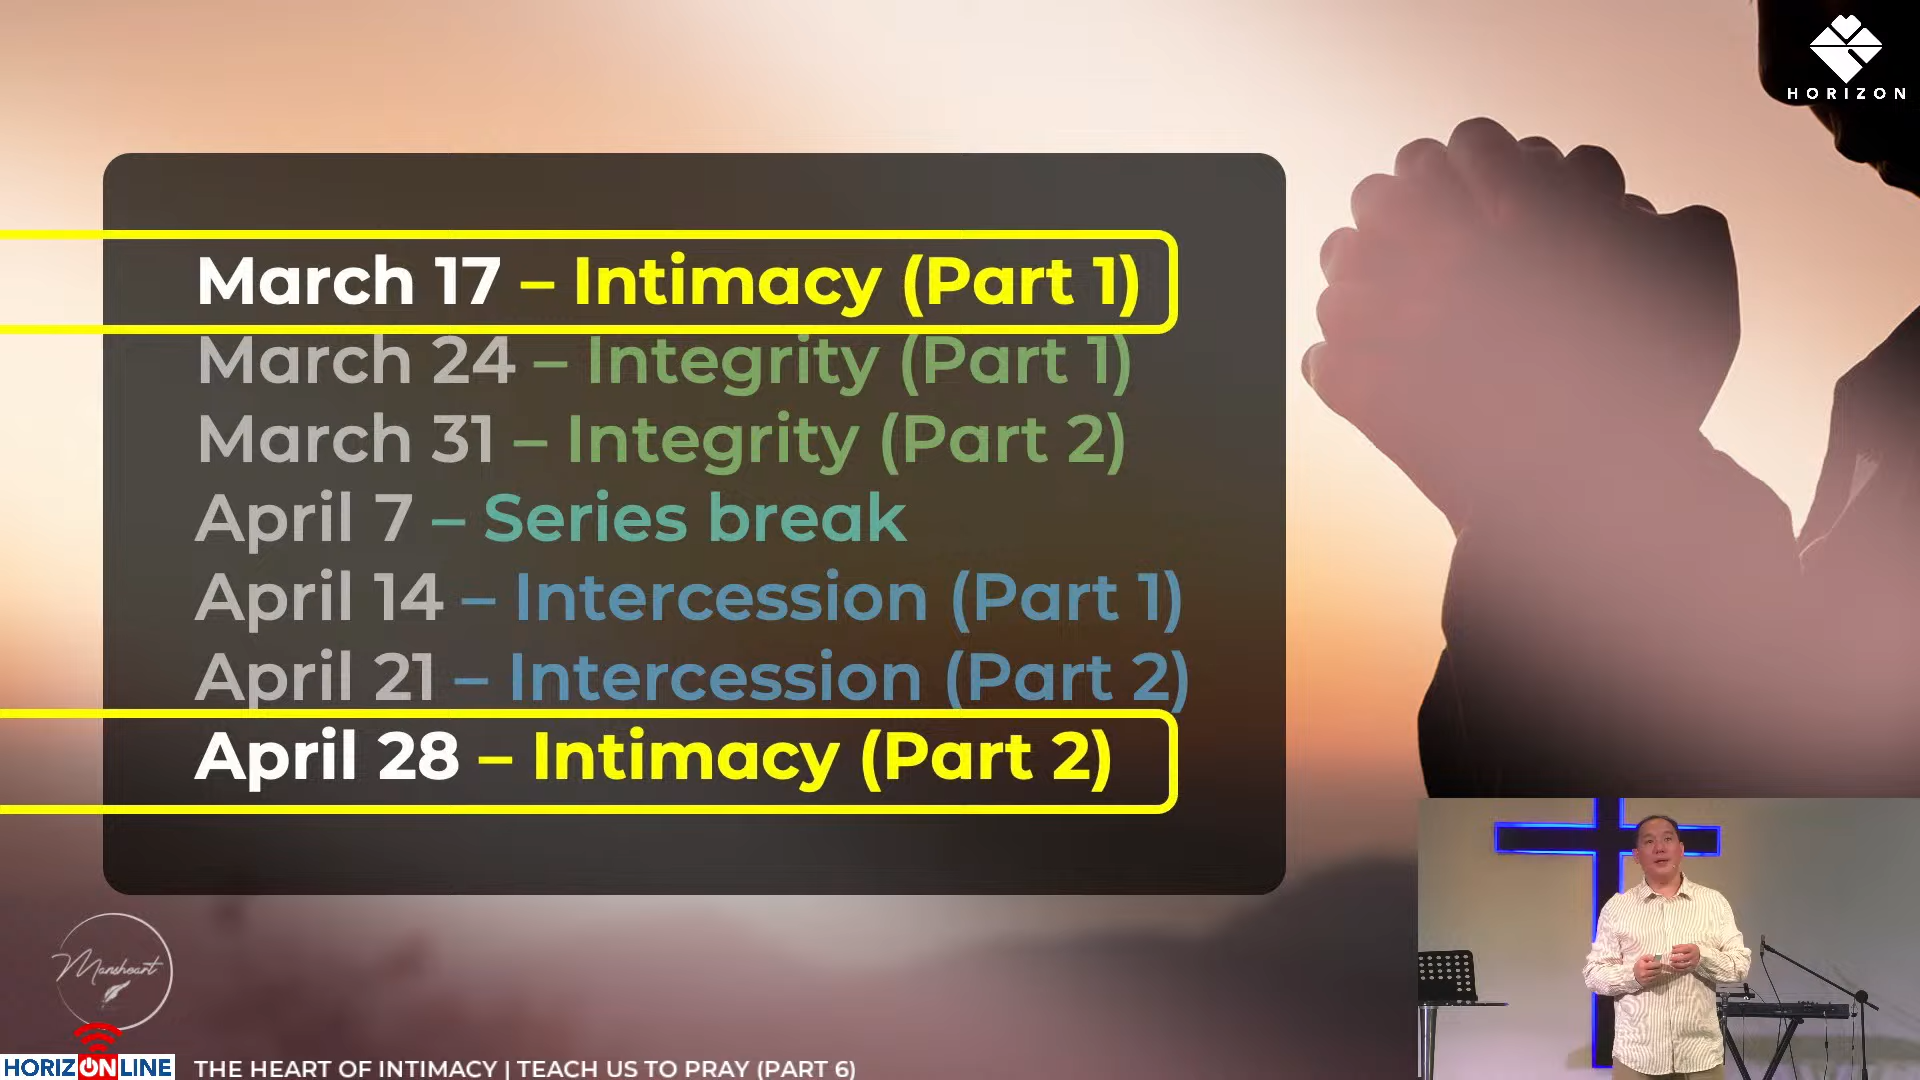 HORIZON
March 17 – Intimacy (Part 1)
March 24 – Integrity (Part 1)
March 31 – Integrity (Part 2)
April 7 – Series break
April 14 – Intercession (Part 1)
April 21 – Intercession (Part 2)
April 28 – Intimacy (Part 2)
Mansheart
HORIZONLINE
THE HEART OF INTIMACY | TEACH US TO PRAY (PART 6)